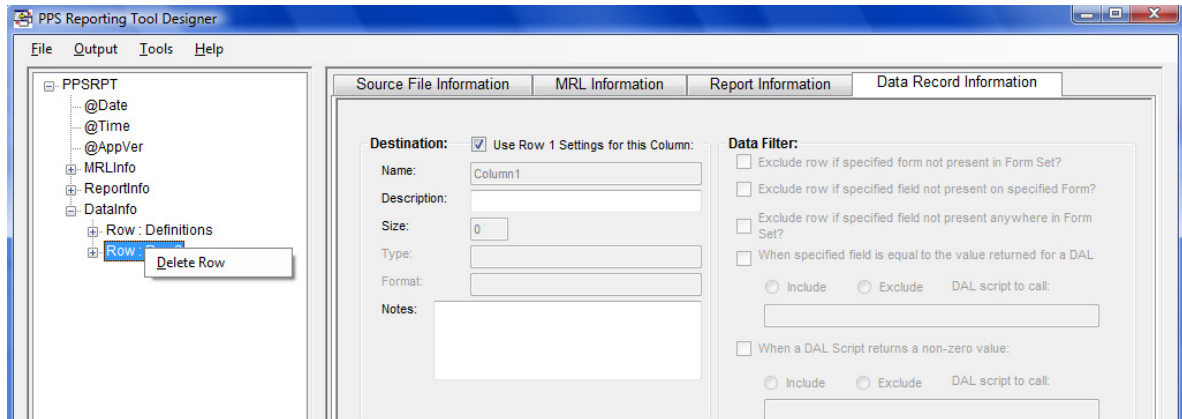 PPS Reporting Tool Designer
File Output Tools Help
PPSRPT
@Date
@Time
@AppVer
MRLInfo
ReportInfo
DataInfo
Row : Definitions
Row :
Delete Row
Source File Information MRL Information Report Information Data Record Information
Destination: Use Row 1 Settings for this Column:
Name: Column1
Description:
Size: 0
Type:
Format:
Notes:
Data Filter:
Exclude row if specified form not present in Form Set?
Exclude row if specified field not present on specified Form?
Exclude row if specified field not present anywhere in Form
Set?
When specified field is equal to the value returned for a DAL
Include Exclude DAL script to call:
When a DAL Script returns a non-zero value:
Include Exclude DAL script to call: